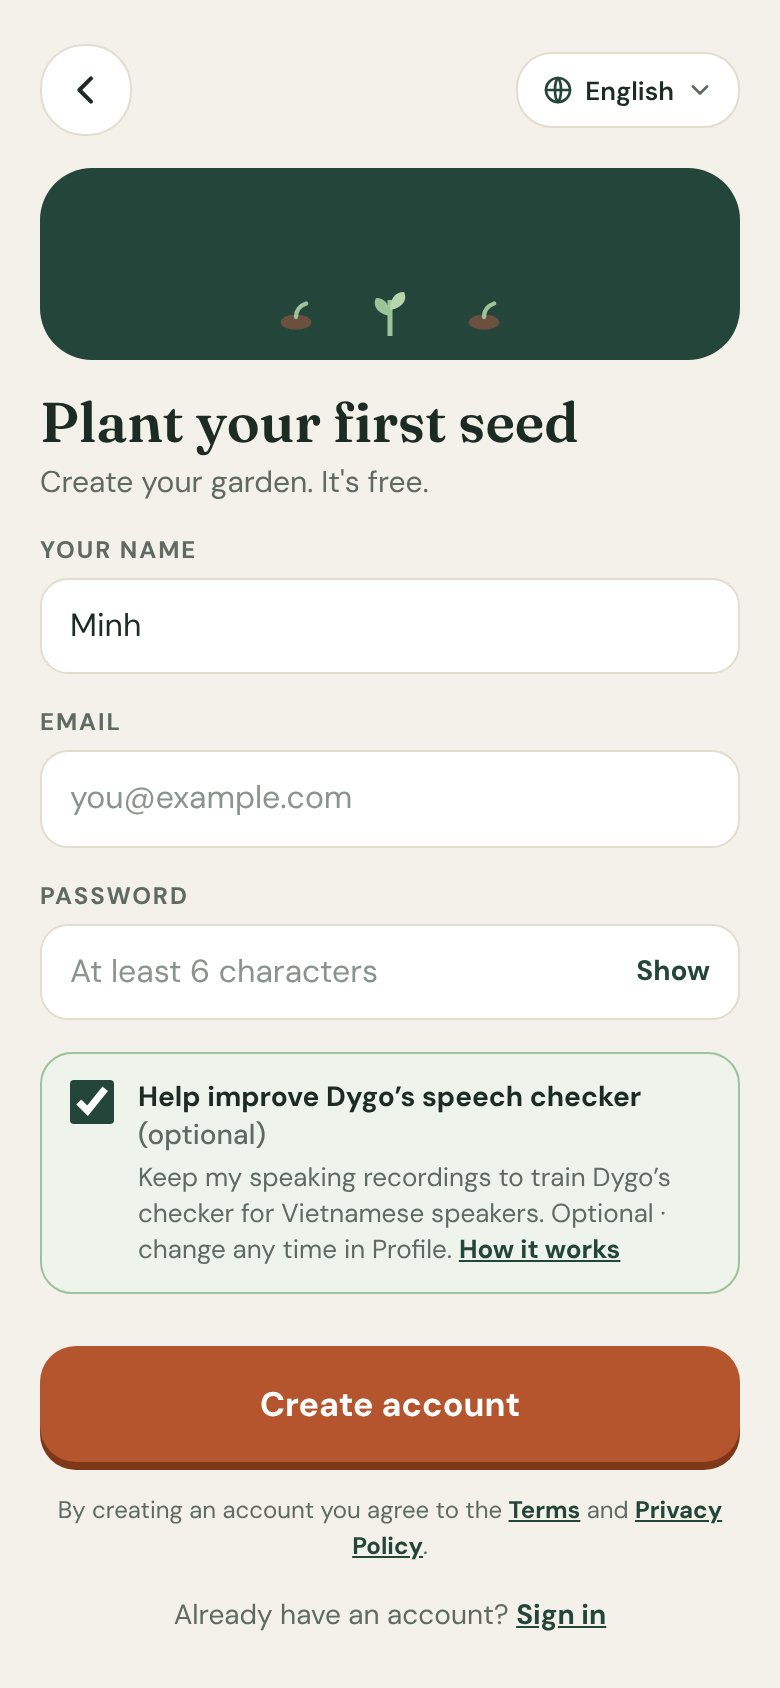 English
Plant your first seed
Create your garden. It's free.
YOUR NAME
Minh
EMAIL
you@example.com
PASSWORD
At least 6 characters
Show
Help improve Dygo’s speech checker
(optional)
Keep my speaking recordings to train Dygo’s
checker for Vietnamese speakers. Optional ·
change any time in Profile. How it works
Create account
By creating an account you agree to the Terms and Privacy
Policy.
Already have an account? Sign in